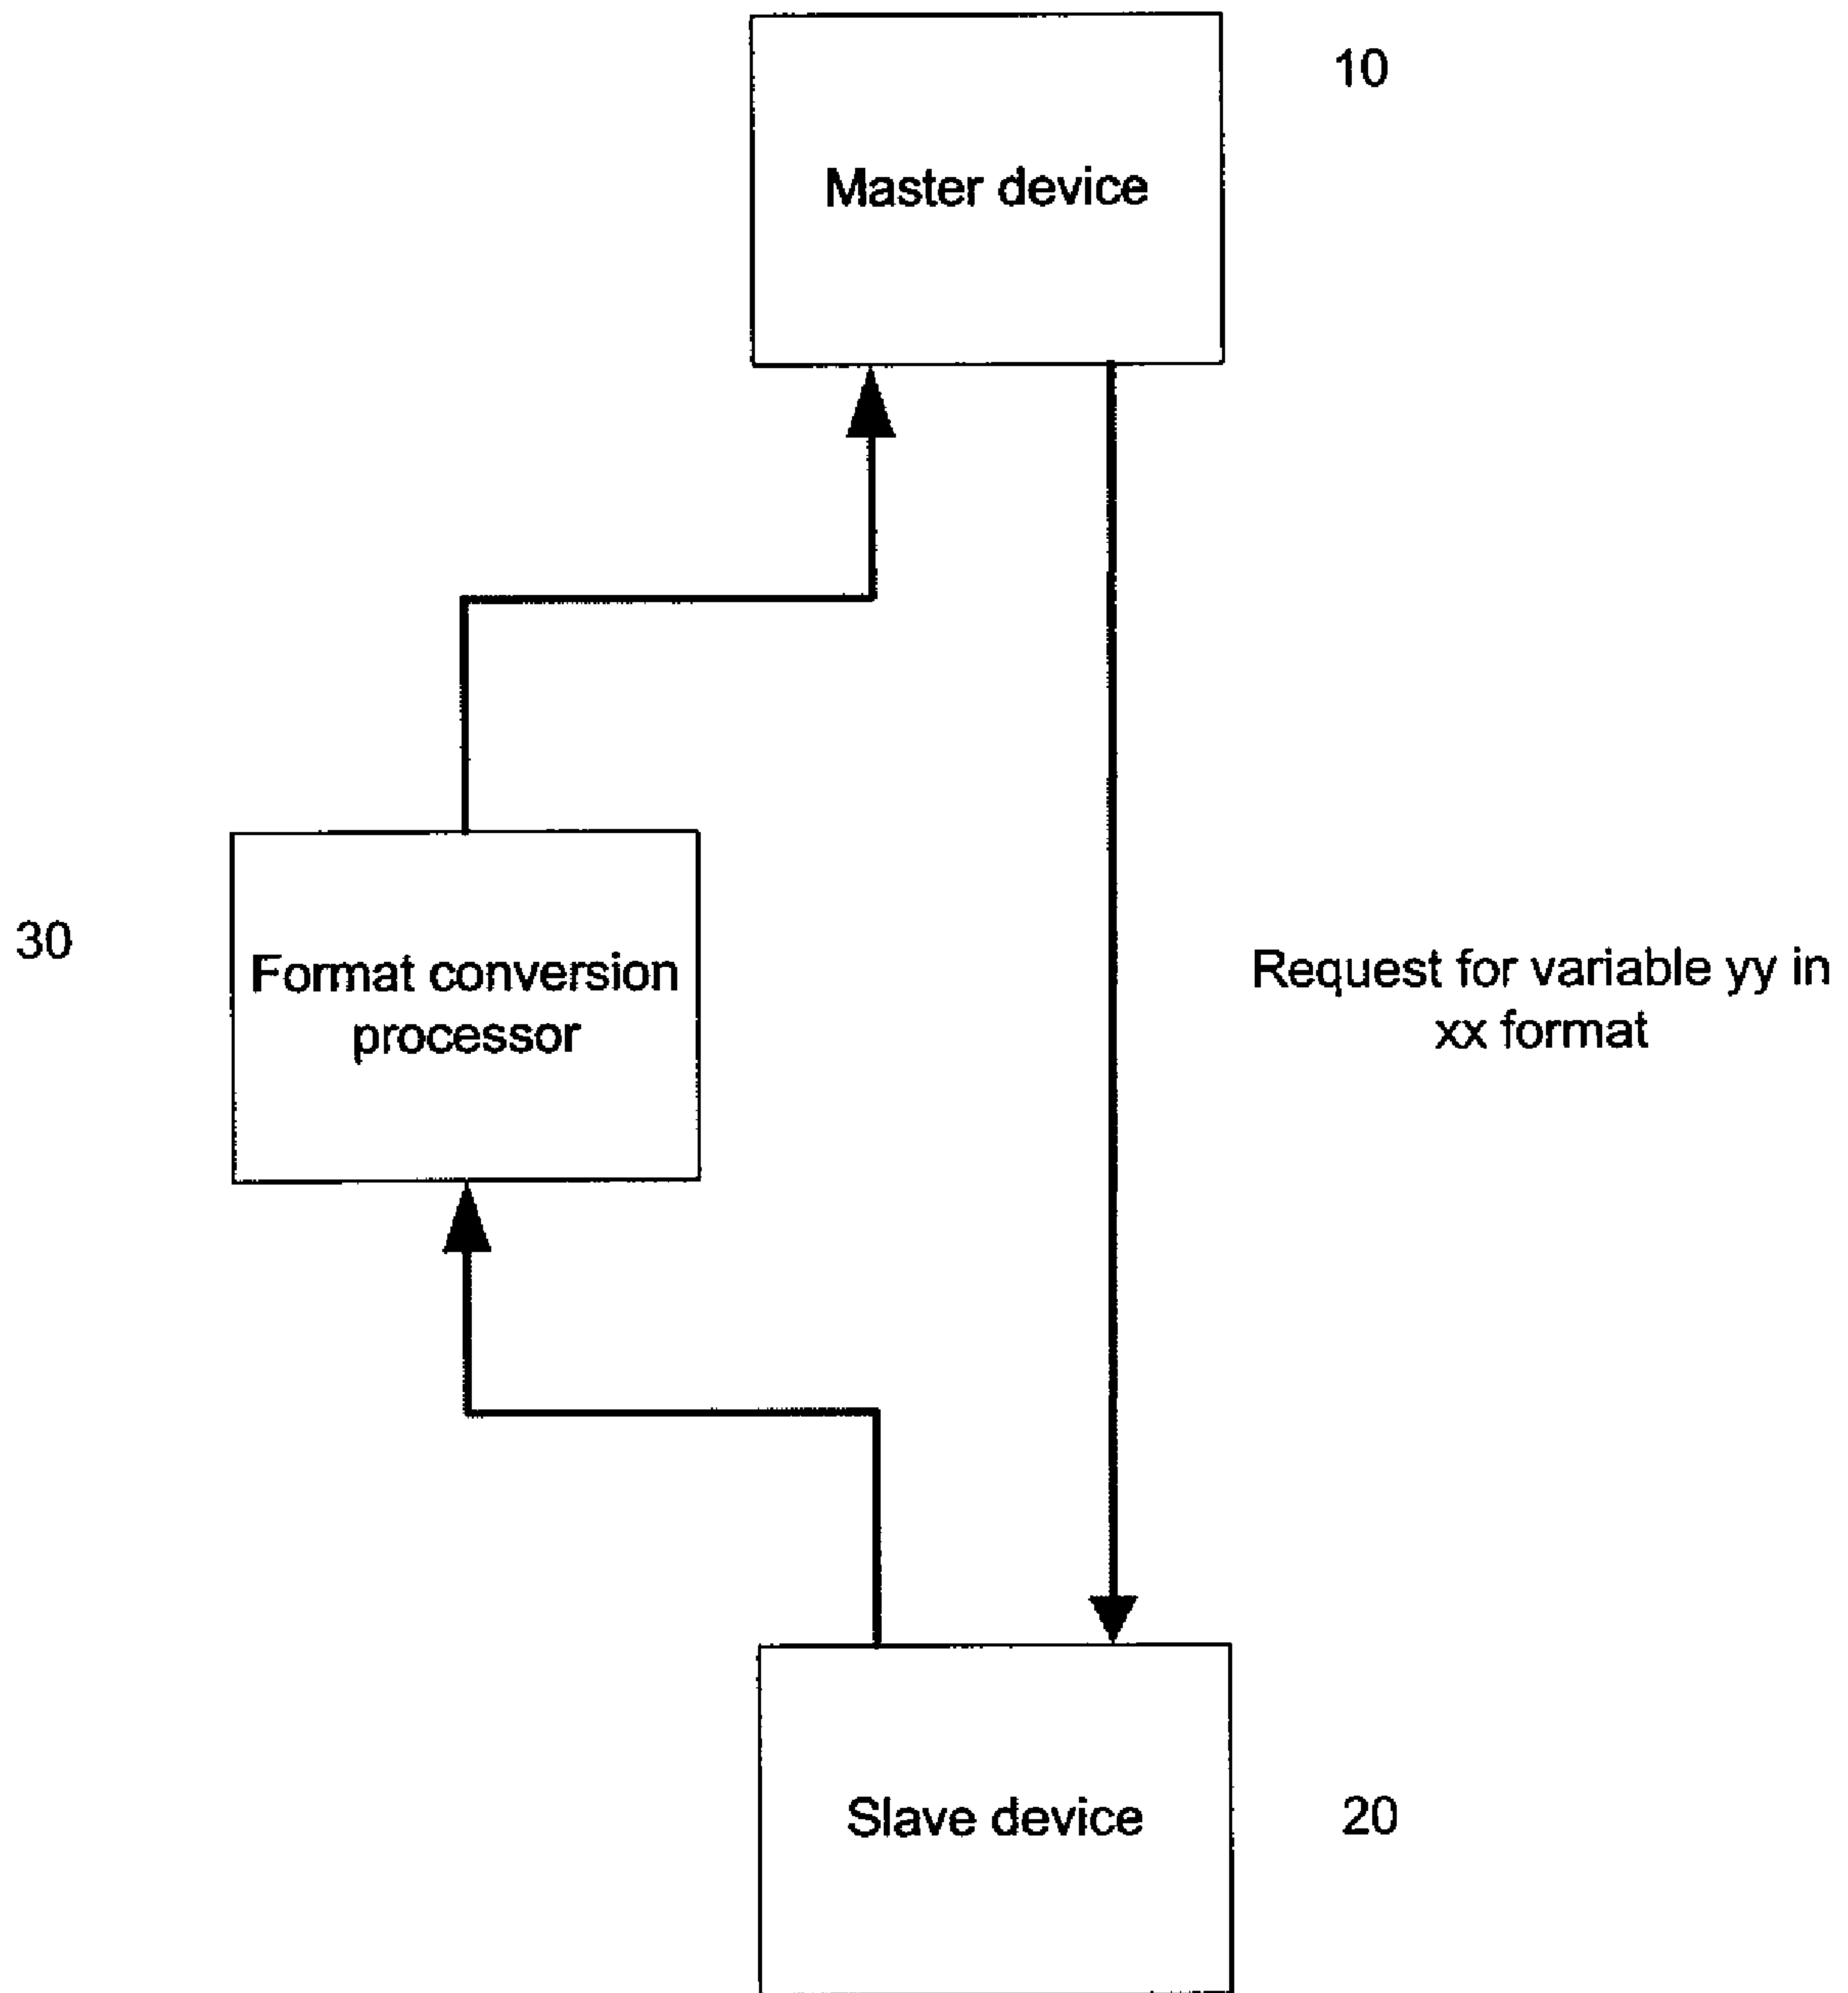 10
Master device
30
Format conversion
processor
Request for variable yy in
xx format
Slave device
20